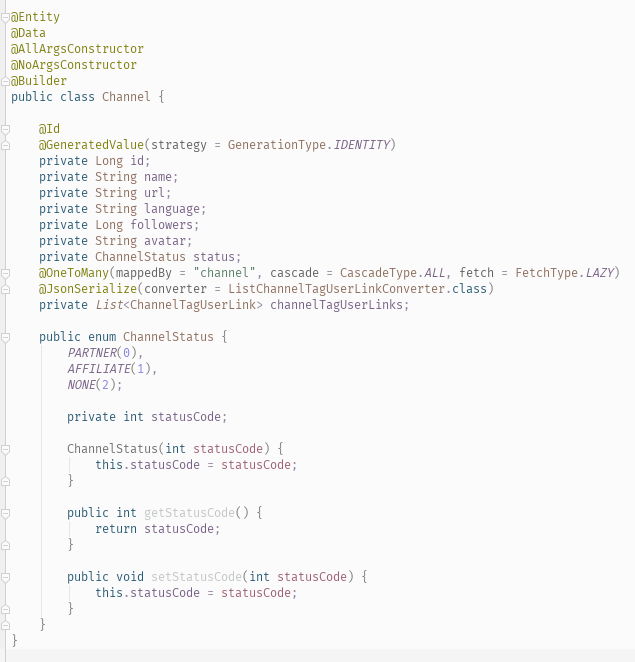 @Entity
@Data
@AllArgsConstructor
@NoArgsConstructor
@Builder
public class Channel {
@Id
@GeneratedValue(strategy = GenerationType.IDENTITY)
private Long id;
private String name;
private String url;
private String language;
private Long followers;
private String avatar;
private ChannelStatus status;
@OneToMany(mappedBy = "channel", cascade = CascadeType.ALL, fetch = FetchType.LAZY)
@JsonSerialize(converter = ListChannelTagUserLinkConverter.class)
private List<ChannelTagUserLink> channelTagUserLinks;
public enum ChannelStatus {
PARTNER(0),
AFFILIATE(1),
NONE(2);
private int statusCode;
ChannelStatus(int statusCode) {
this.statusCode = statusCode;
}
public int getStatusCode() {
return statusCode;
}
public void setStatusCode(int statusCode) {
this.statusCode = statusCode;
}
}
}